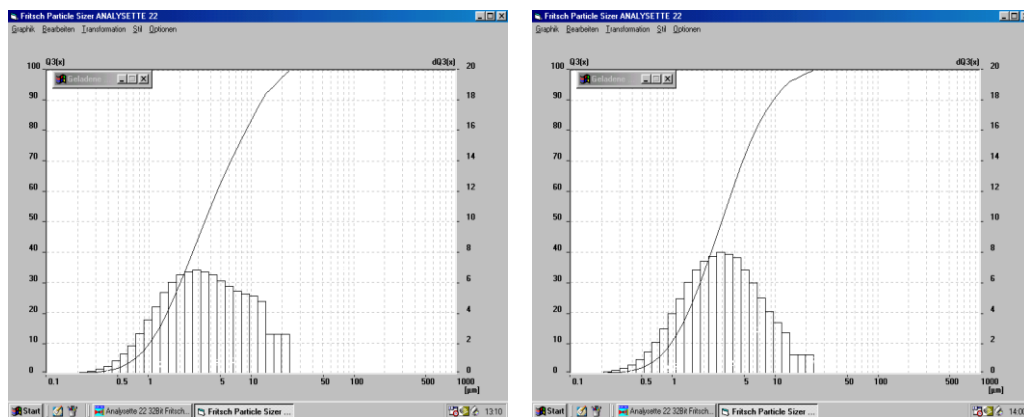 Fritsch Particle Sizer ANALYSETTE 22
Graphik Bearbeiten Transformation Stil Optionen
Q3(x) dQ3(x)
Geladene
100 20
90 18
80 16
70 14
60 12
50 10
40 8
30 6
20 4
10 2
0 0
0.1 0.5 1 5 10 50 100 500 1000
[µm]
Start Analysette 22 32Bit Fritsch... Fritsch Particle Sizer ... 13:10
Fritsch Particle Sizer ANALYSETTE 22
Graphik Bearbeiten Transformation Stil Optionen
Q3(x) dQ3(x)
Geladene
100 20
90 18
80 16
70 14
60 12
50 10
40 8
30 6
20 4
10 2
0 0
0.1 0.5 1 5 10 50 100 500 1000
[µm]
Start Analysette 22 32Bit Fritsch... Fritsch Particle Sizer ...